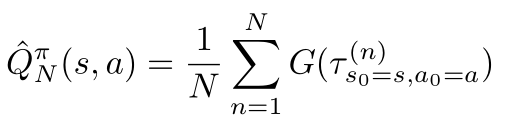 $\hat{Q}^{\pi}_{N}(s, a) = \frac{1}{N} \sum_{n=1}^{N} G(\tau^{(n)}_{s_0=s, a_0=a})$